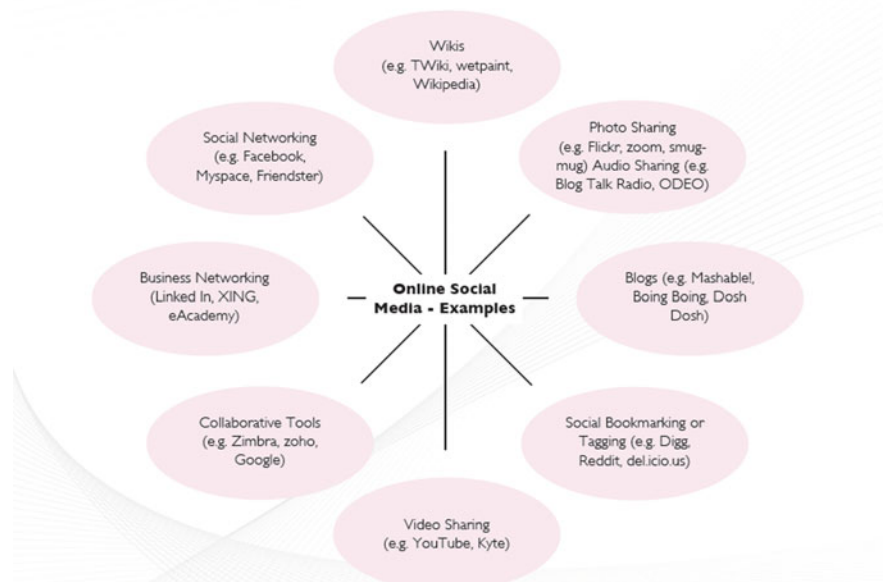 Wikis
(e.g. TWiki, wetpaint,
Wikipedia)
Social Networking
(e.g. Facebook,
Myspace, Friendster)
Photo Sharing
(e.g. Flickr, zoom, smug-
mug) Audio Sharing (e.g.
Blog Talk Radio, ODEO)
Business Networking
(Linked In, XING,
eAcademy)
Online Social
Media - Examples
Blogs (e.g. Mashable!,
Boing Boing, Dosh
Dosh)
Collaborative Tools
(e.g. Zimbra, zoho,
Google)
Social Bookmarking or
Tagging (e.g. Digg,
Reddit, del.icio.us)
Video Sharing
(e.g. YouTube, Kyte)